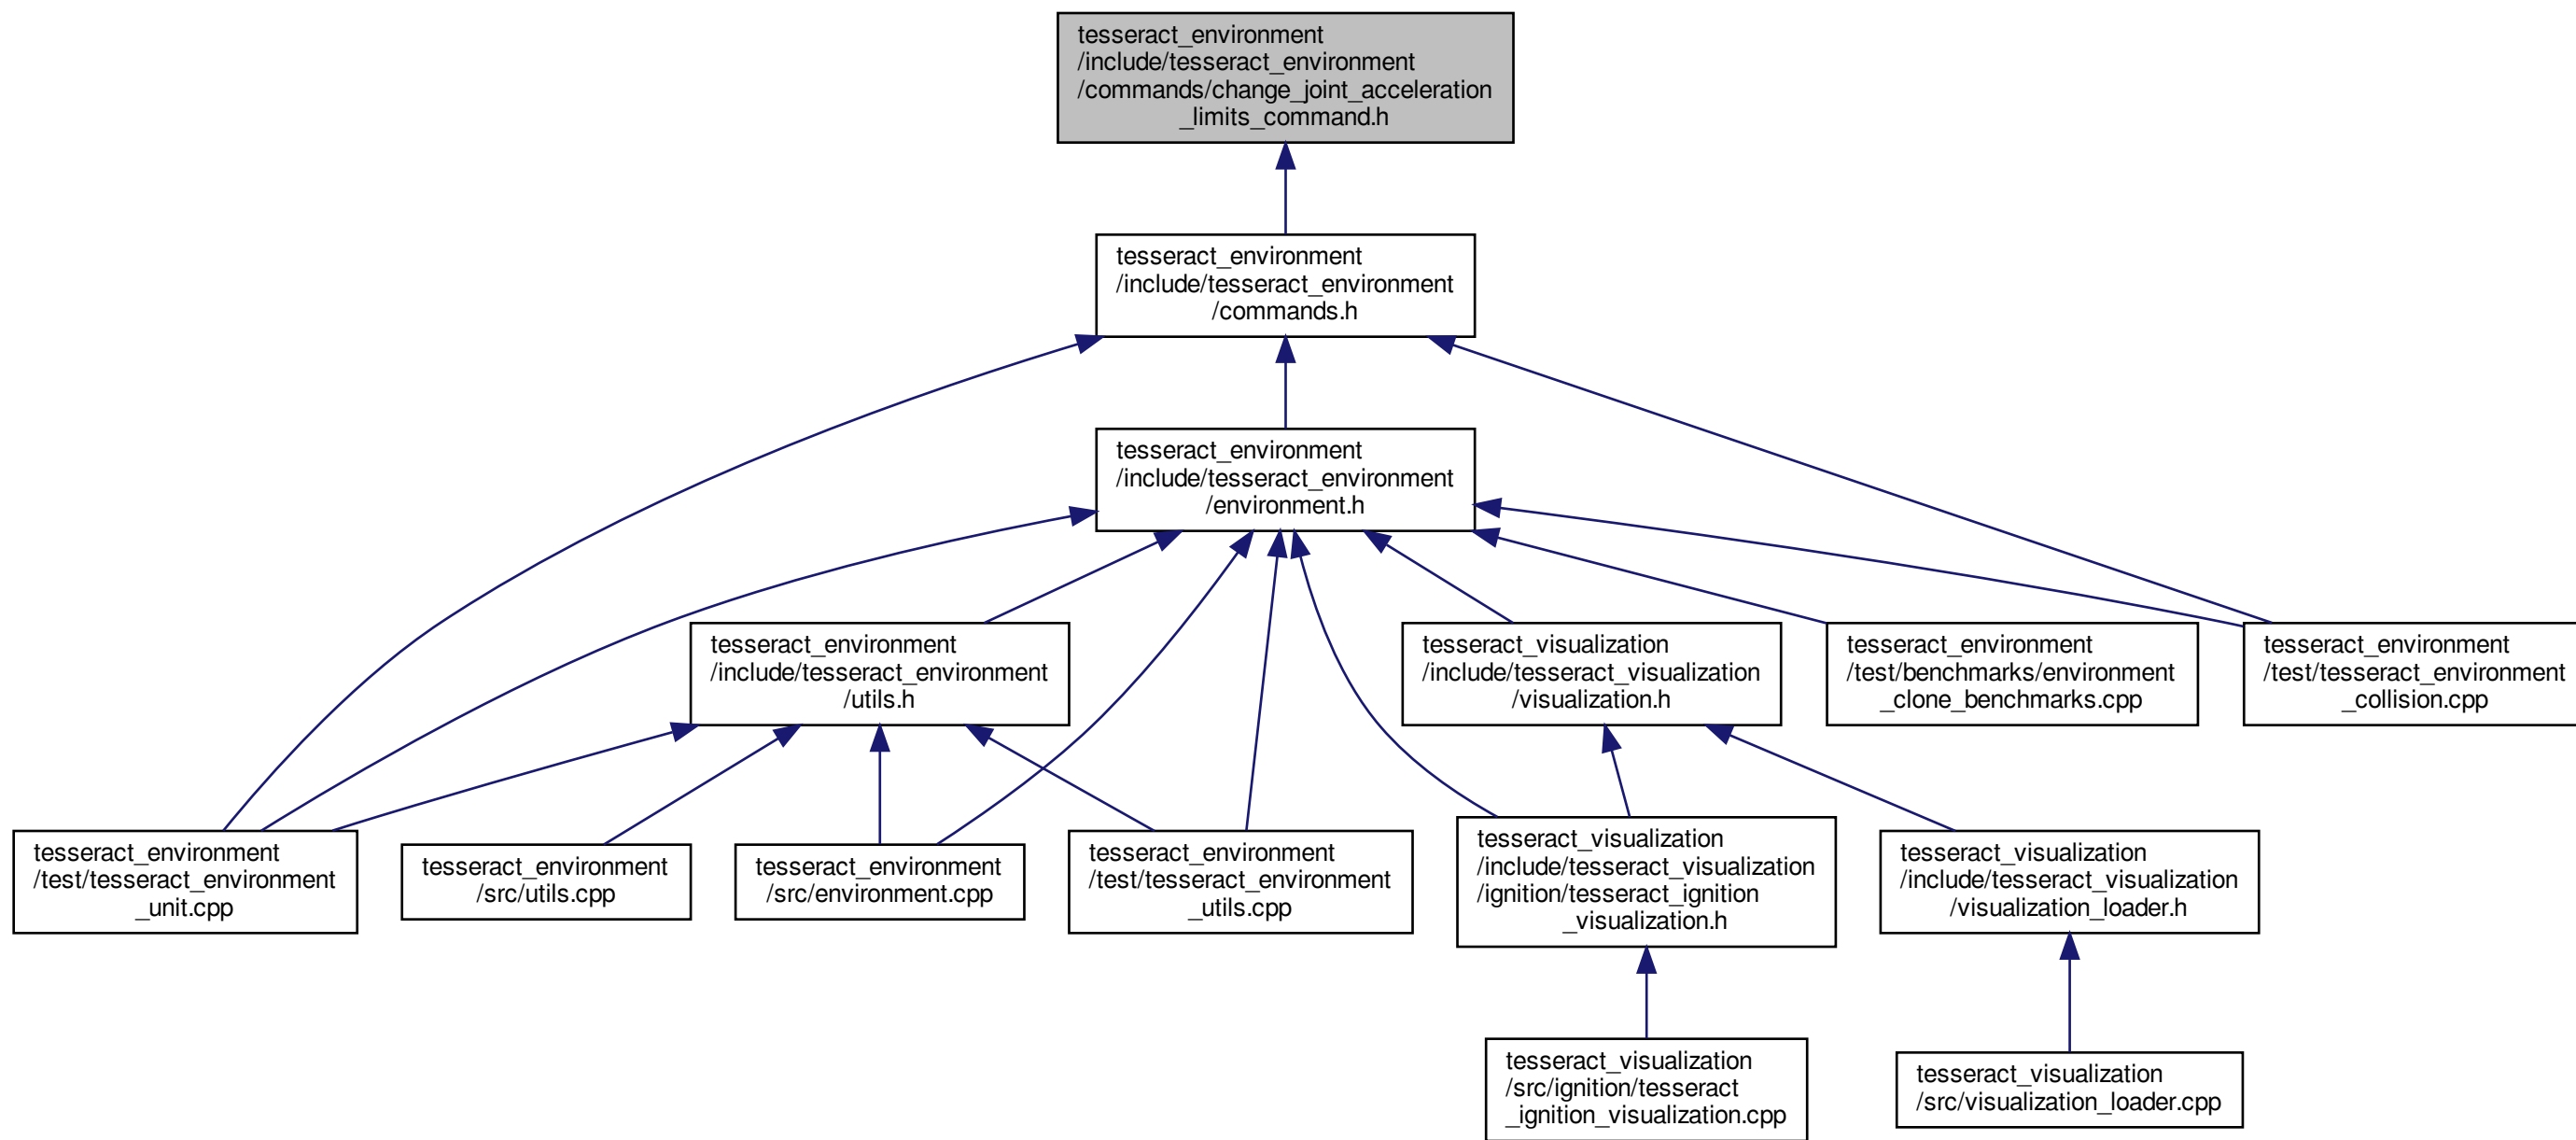 tesseract_environment
/include/tesseract_environment
/commands/change_joint_acceleration
_limits_command.h
tesseract_environment
/include/tesseract_environment
/commands.h
tesseract_environment
/include/tesseract_environment
/environment.h
tesseract_environment
/include/tesseract_environment
/utils.h
tesseract_visualization
/include/tesseract_visualization
/visualization.h
tesseract_environment
/test/benchmarks/environment
_clone_benchmarks.cpp
tesseract_environment
/test/tesseract_environment
_collision.cpp
tesseract_environment
/test/tesseract_environment
_unit.cpp
tesseract_environment
/src/utils.cpp
tesseract_environment
/src/environment.cpp
tesseract_environment
/test/tesseract_environment
_utils.cpp
tesseract_visualization
/include/tesseract_visualization
/ignition/tesseract_ignition
_visualization.h
tesseract_visualization
/include/tesseract_visualization
/visualization_loader.h
tesseract_visualization
/src/ignition/tesseract
_ignition_visualization.cpp
tesseract_visualization
/src/visualization_loader.cpp